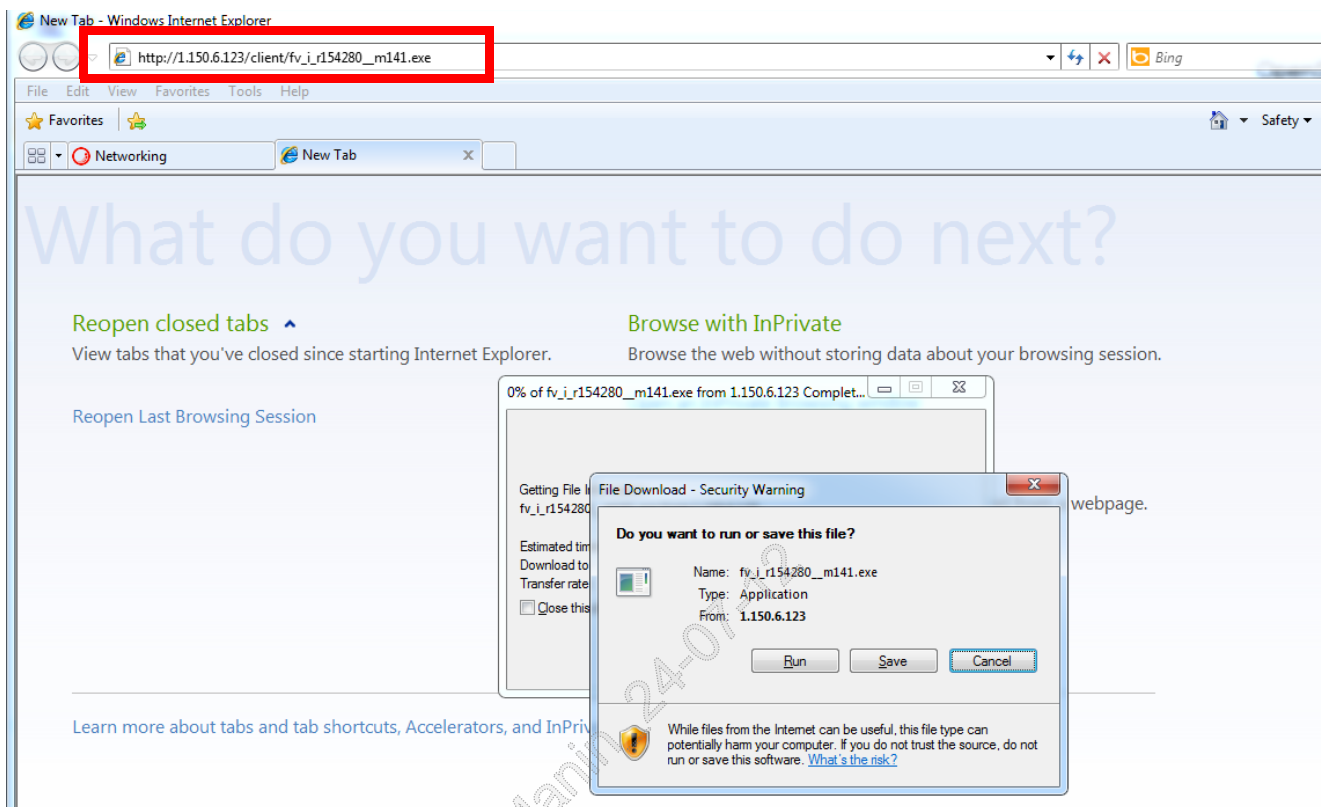 New Tab - Windows Internet Explorer
http://1.150.6.123/client/fv_i_r154280__m141.exe
Bing
File Edit View Favorites Tools Help
Favorites
Safety
Networking
New Tab
What do you want to do next?
Reopen closed tabs
Browse with InPrivate
View tabs that you've closed since starting Internet Explorer.
Browse the web without storing data about your browsing session.
Reopen Last Browsing Session
0% of fv_i_r154280__m141.exe from 1.150.6.123 Complet...
Getting File
fv_i_r154280
Estimated tim
Download to
Transfer rate
Close this
webpage.
File Download - Security Warning
Do you want to run or save this file?
Name: fv_i_r154280__m141.exe
Type: Application
From: 1.150.6.123
Run Save Cancel
While files from the Internet can be useful, this file type can
potentially harm your computer. If you do not trust the source, do not
run or save this software. What's the risk?
Learn more about tabs and tab shortcuts, Accelerators, and InPriv
24-07-12